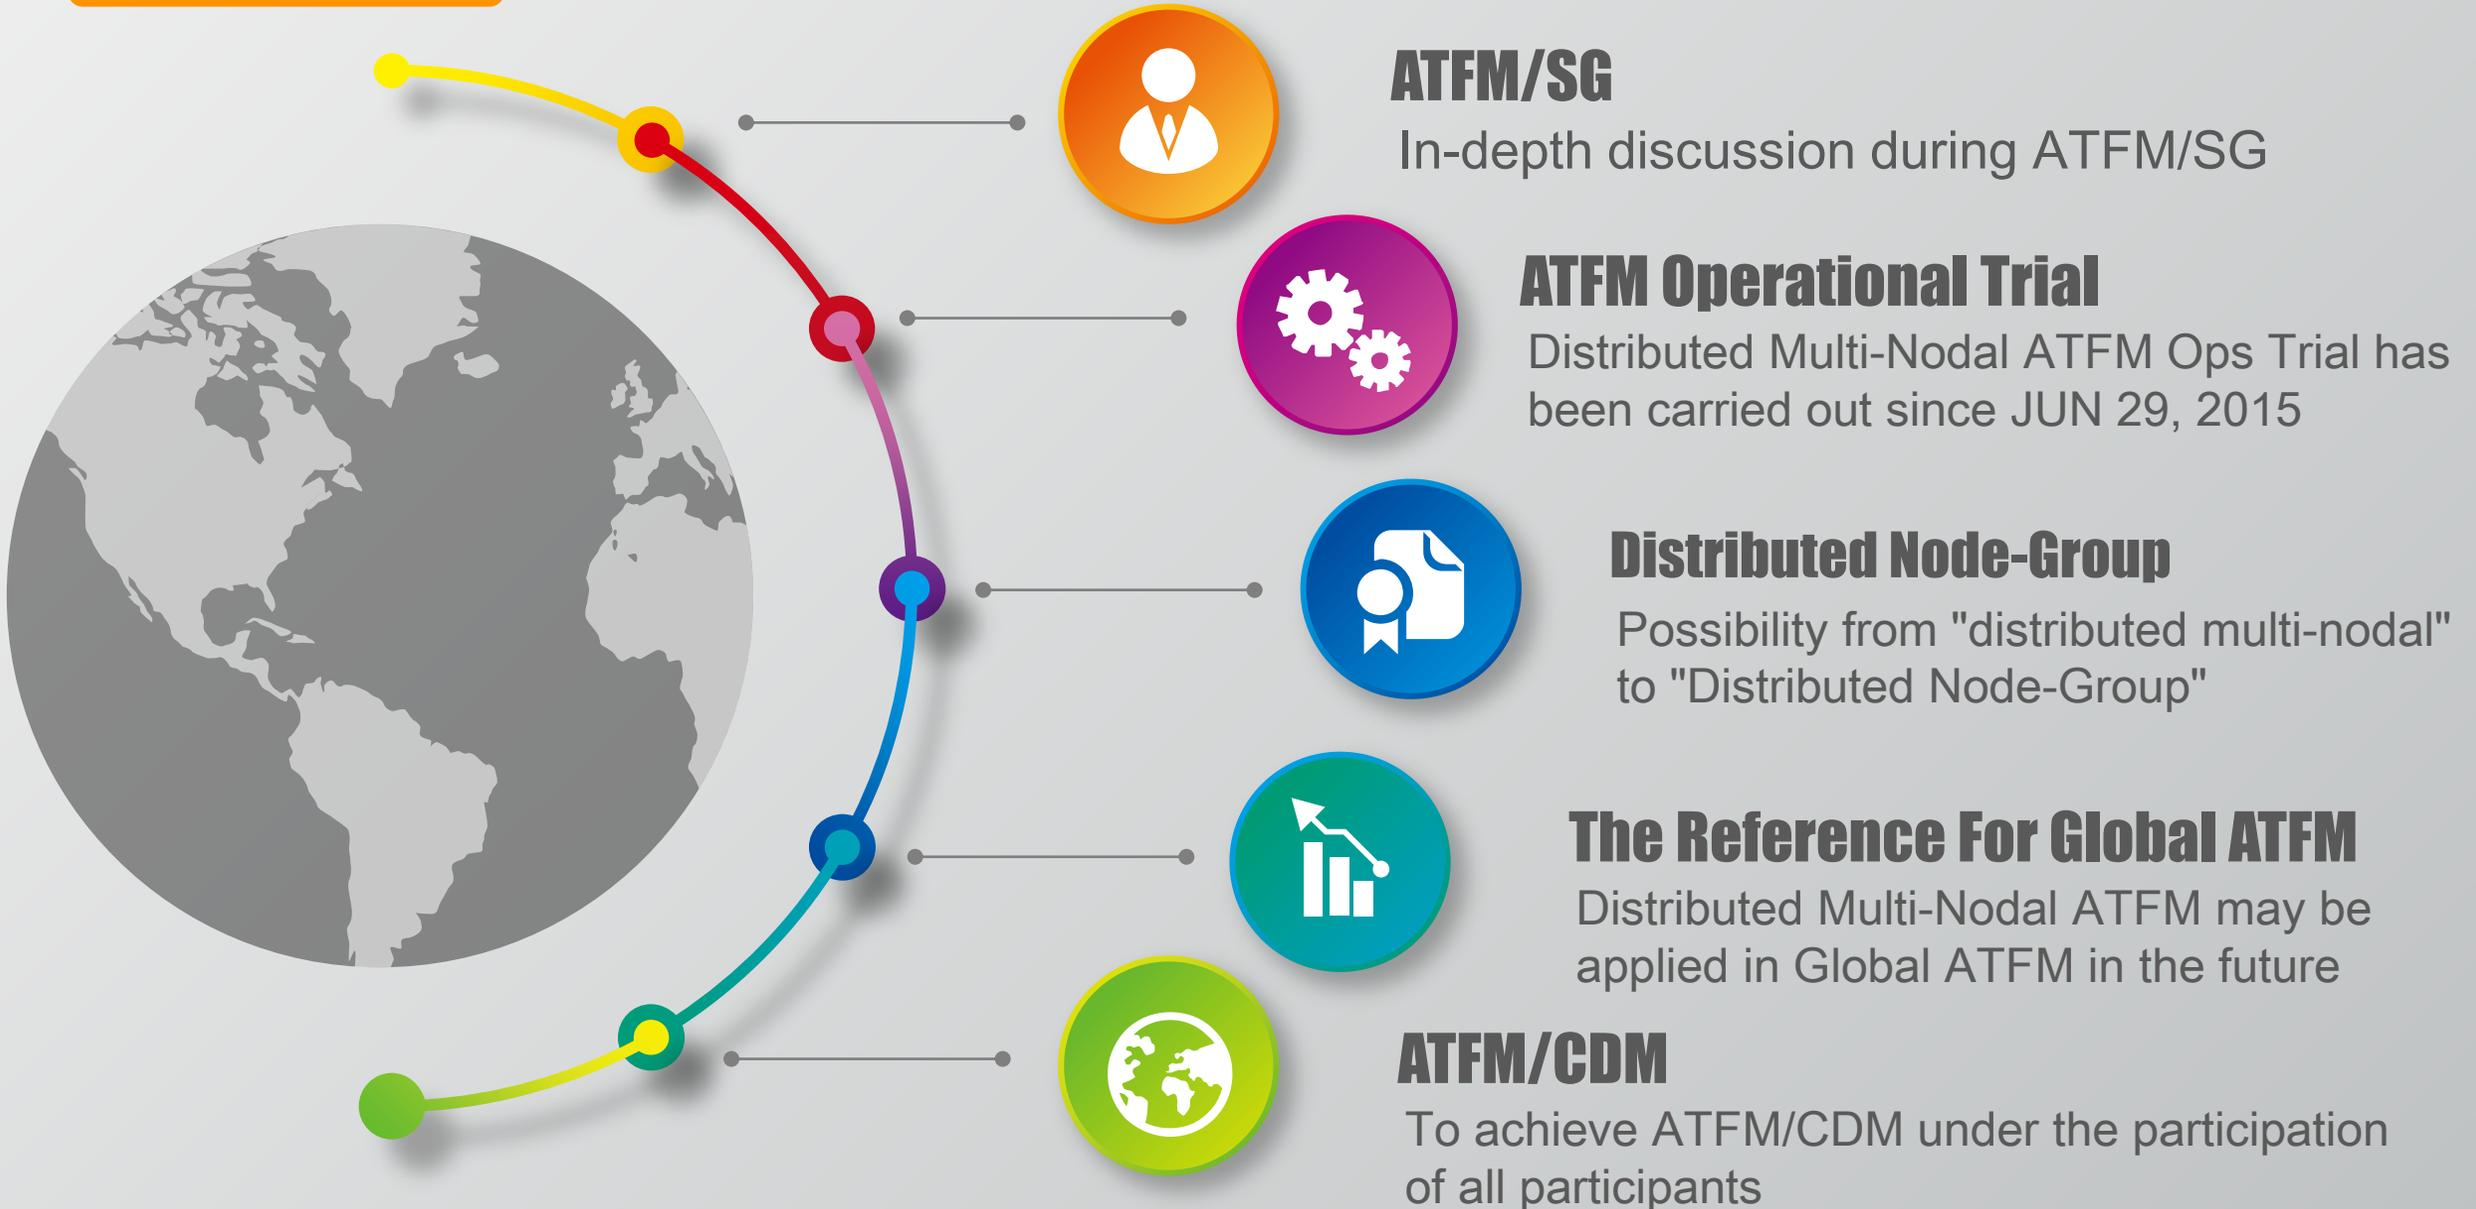 ATFM/SG
In-depth discussion during ATFM/SG
ATFM Operational Trial
Distributed Multi-Nodal ATFM Ops Trial has
been carried out since JUN 29, 2015
Distributed Node-Group
Possibility from "distributed multi-nodal"
to "Distributed Node-Group"
The Reference For Global ATFM
Distributed Multi-Nodal ATFM may be
applied in Global ATFM in the future
ATFM/CDM
To achieve ATFM/CDM under the participation
of all participants